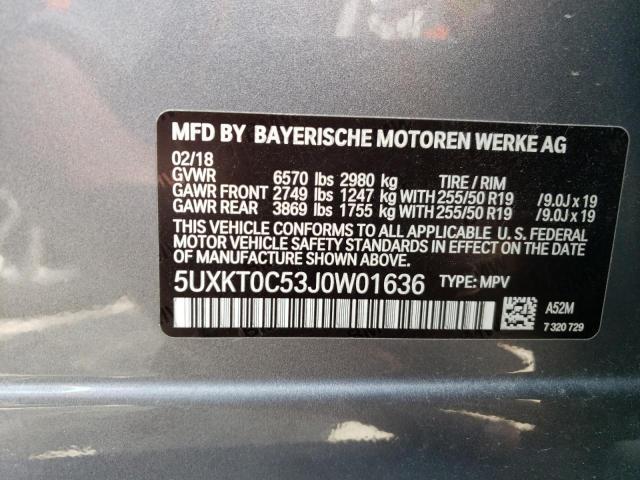 MFD BY BAYERISCHE MOTOREN WERKE AG
02/18
GVWR 6570 lbs 2980 kg TIRE / RIM
GAWR FRONT 2749 lbs 1247 kg WITH 255/50 R19 /9.0J x 19
GAWR REAR 3869 lbs 1755 kg WITH 255/50 R19 /9.0J x 19
THIS VEHICLE CONFORMS TO ALL APPLICABLE U. S. FEDERAL
MOTOR VEHICLE SAFETY STANDARDS IN EFFECT ON THE
DATE OF MANUFACTURE SHOWN ABOVE.
5UXKT0C53J0W01636 TYPE: MPV
A52M
7 320 729